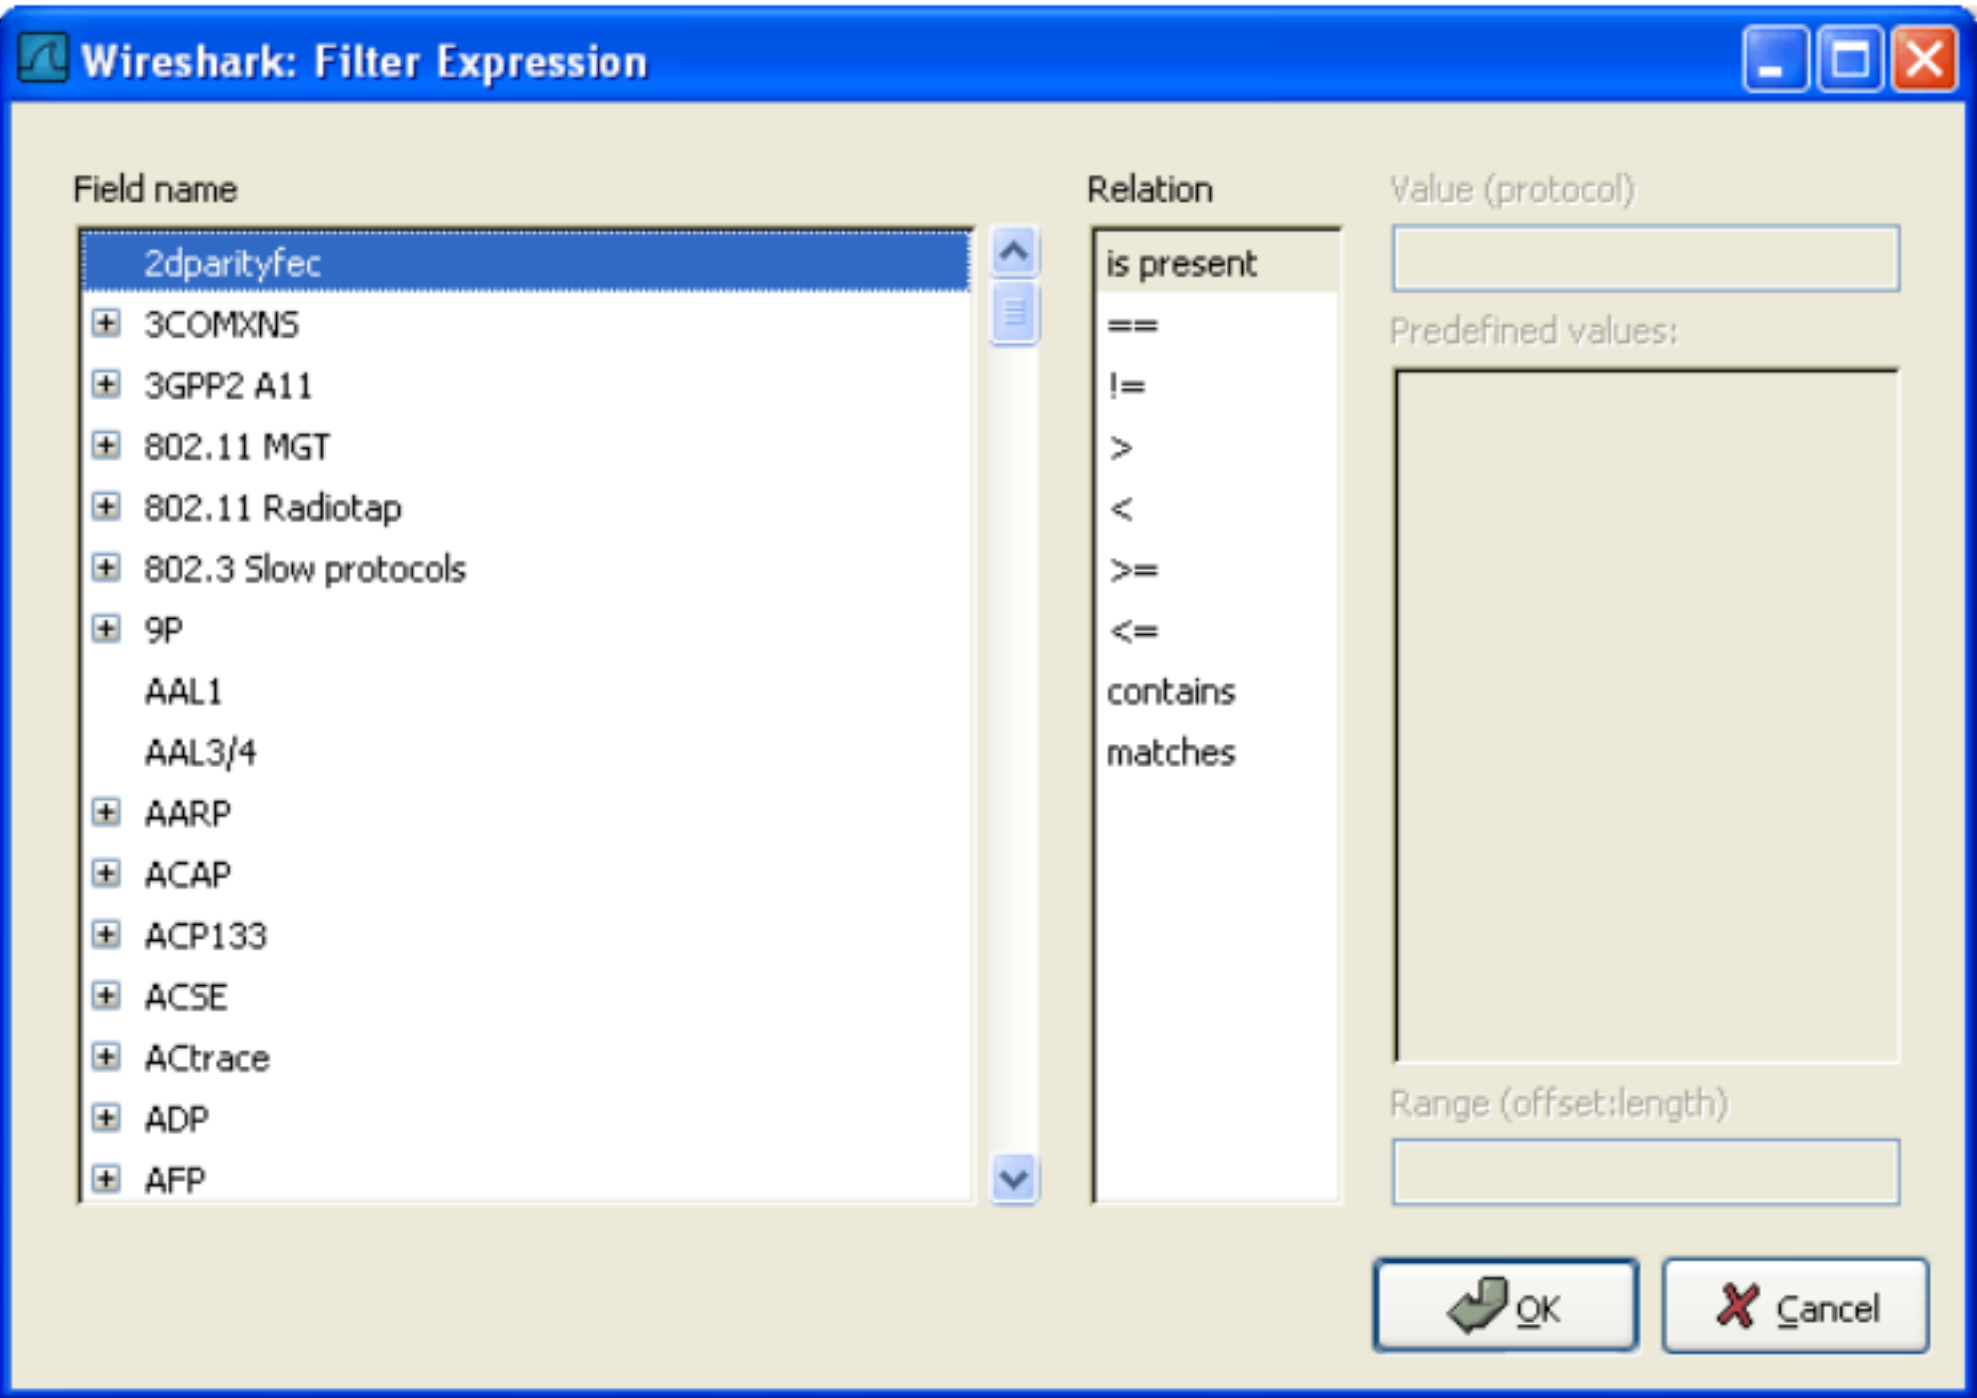 Wireshark: Filter Expression
Field name
2dparityfec
3COMXNS
3GPP2 A11
802.11 MGT
802.11 Radiotap
802.3 Slow protocols
9P
AAL1
AAL3/4
AARP
ACAP
ACP133
ACSE
ACtrace
ADP
AFP
Relation
is present
==
!=
>
<
>=
<=
contains
matches
Value (protocol)
Predefined values:
Range (offset:length)
OK
Cancel